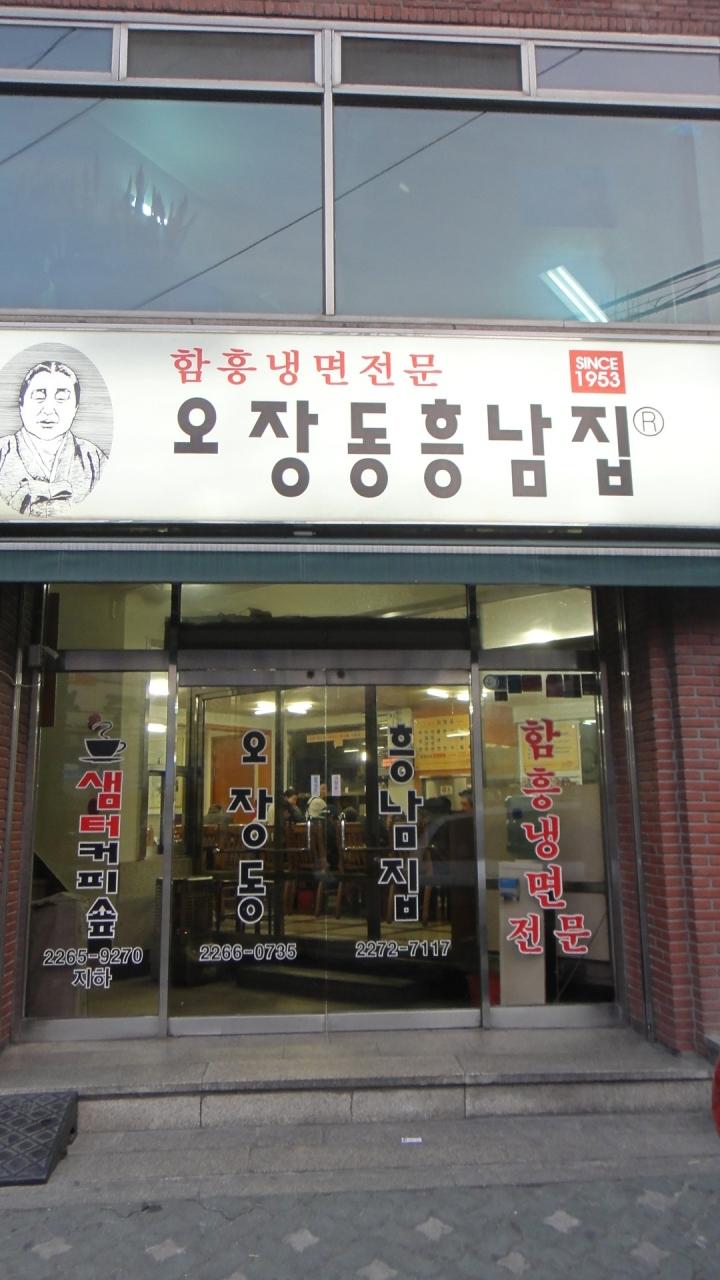 함흥냉면전문
SINCE
1953
오장동흥남집®
샘터커피숖
2265-9270
지하
오장동
2266-0735
흥남집
2272-7117
함흥냉면
전문